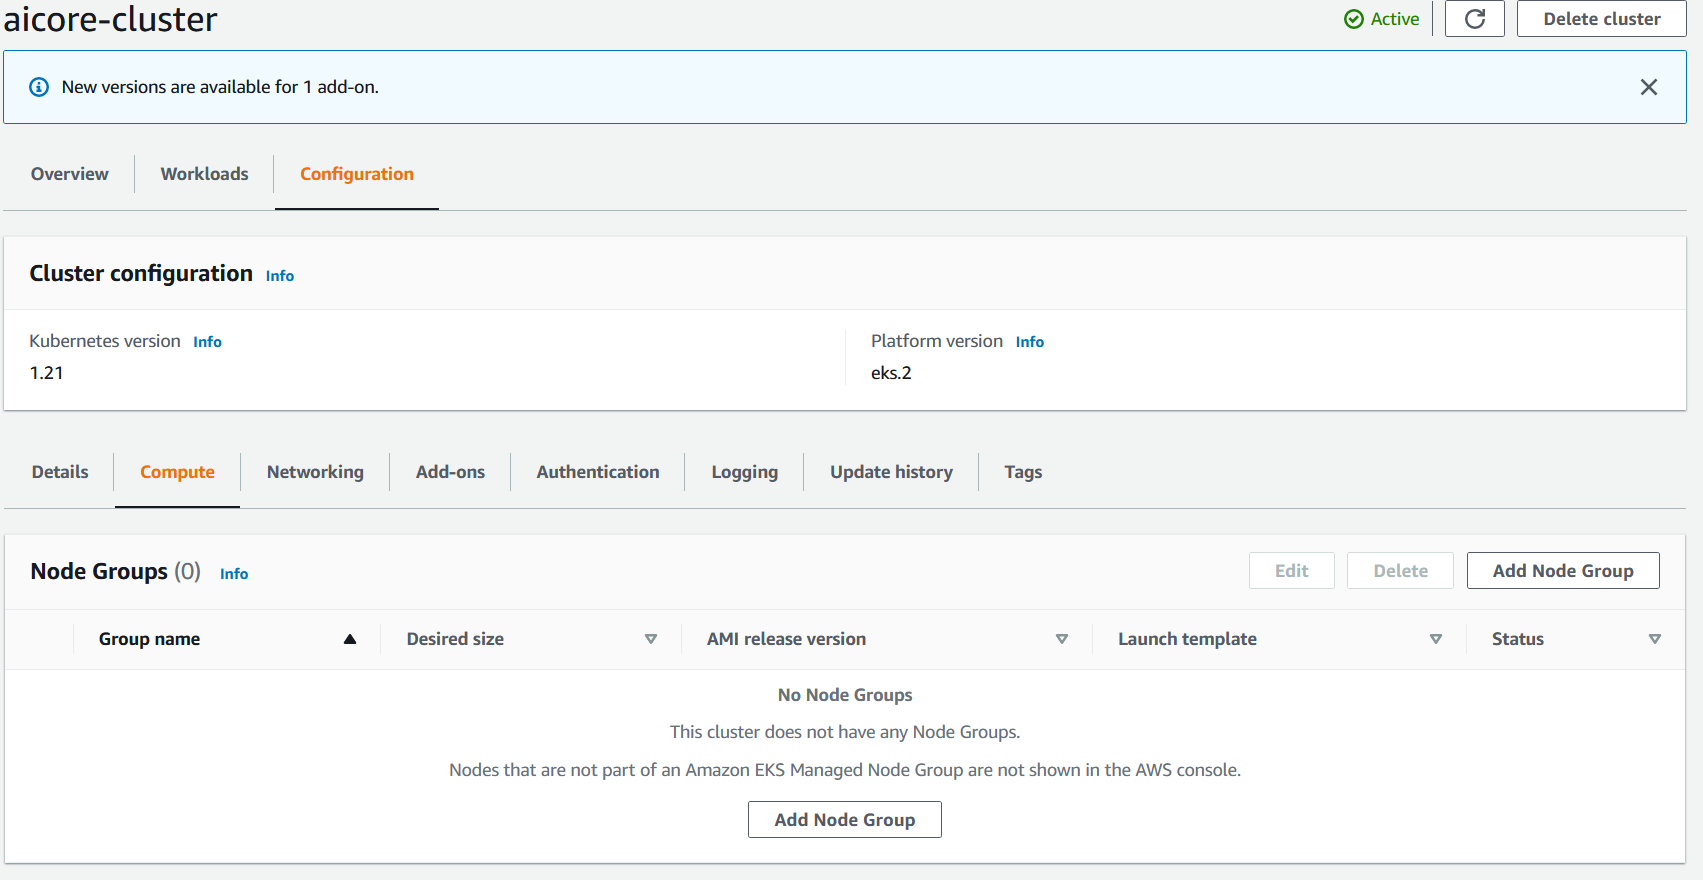 aicore-cluster
Active
Delete cluster
New versions are available for 1 add-on.
Overview
Workloads
Configuration
Cluster configuration Info
Kubernetes version Info
1.21
Platform version Info
eks.2
Details
Compute
Networking
Add-ons
Authentication
Logging
Update history
Tags
Node Groups (0) Info
Edit
Delete
Add Node Group
Group name
Desired size
AMI release version
Launch template
Status
No Node Groups
This cluster does not have any Node Groups.
Nodes that are not part of an Amazon EKS Managed Node Group are not shown in the AWS console.
Add Node Group